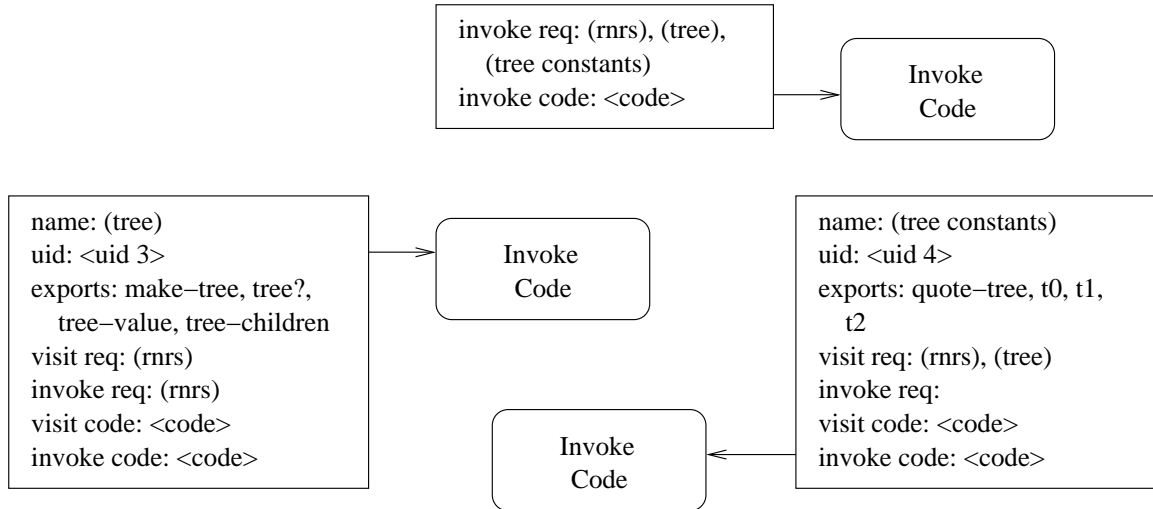 invoke req: (rnrs), (tree),
(tree constants)
invoke code: <code>
Invoke
Code
name: (tree)
uid: <uid 3>
exports: make−tree, tree?,
tree−value, tree−children
visit req: (rnrs)
invoke req: (rnrs)
visit code: <code>
invoke code: <code>
Invoke
Code
name: (tree constants)
uid: <uid 4>
exports: quote−tree, t0, t1,
t2
visit req: (rnrs), (tree)
invoke req:
visit code: <code>
invoke code: <code>
Invoke
Code